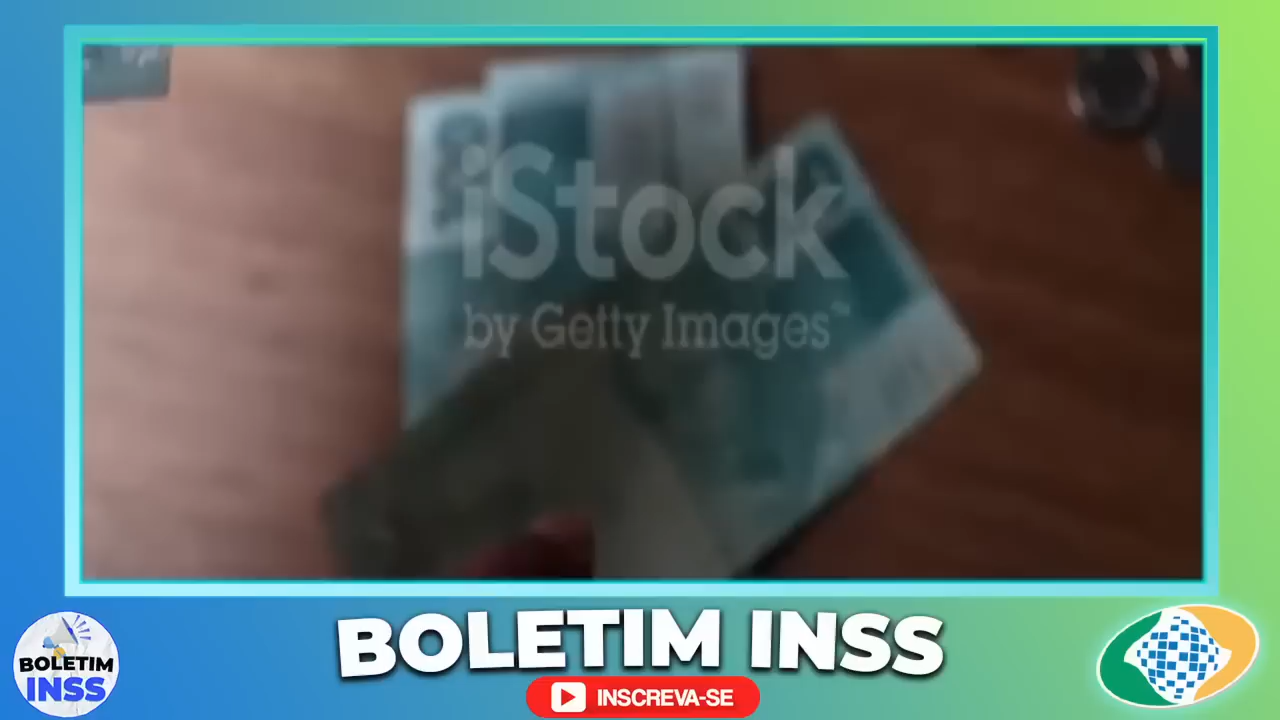 iStock
by Getty Images™
BOLETIM INSS
INSCREVA-SE
BOLETIM
INSS